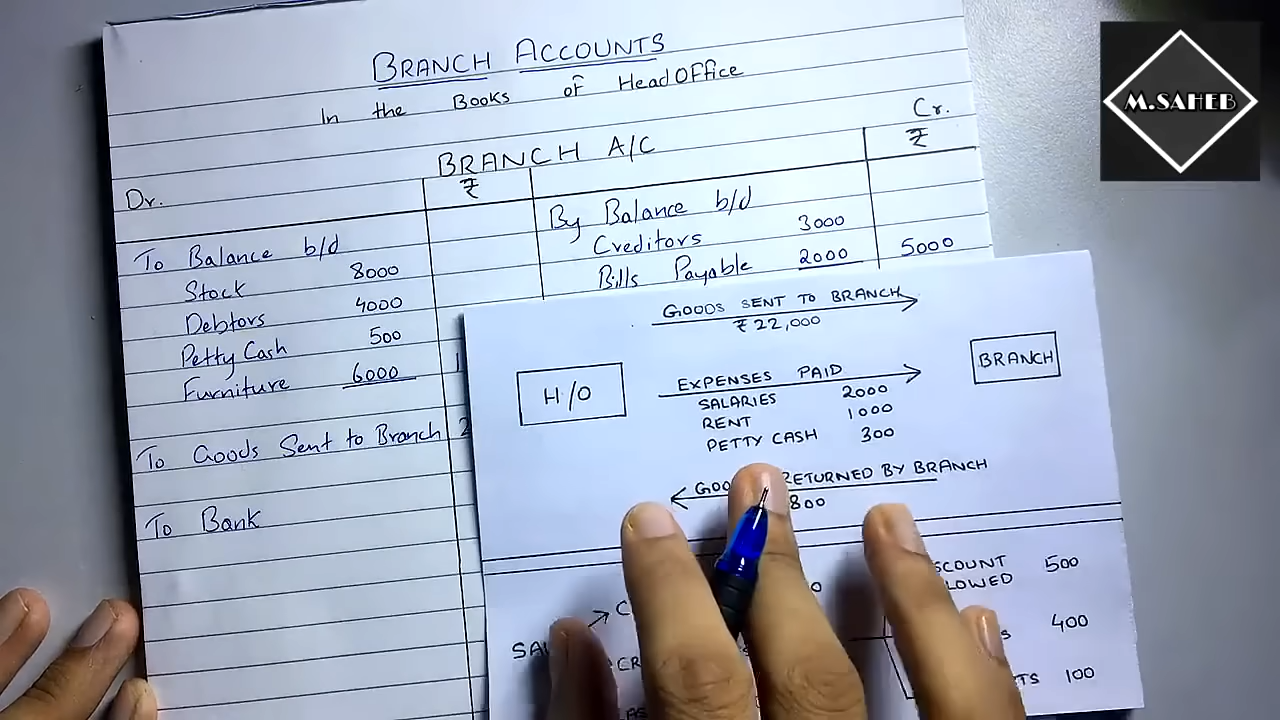 BRANCH ACCOUNTS
In the Books of Head Office
M.SAHEB
BRANCH A/C
Dr. Cr.
₹ ₹
To Balance b/d
Stock 8000
Debtors 4000
Petty Cash 500
Furniture 6000
To Goods Sent to Branch 2
To Bank
By Balance b/d
Creditors 3000
Bills Payable 2000 5000
GOODS SENT TO BRANCH
₹ 22,000
H/O
BRANCH
EXPENSES PAID
SALARIES 2000
RENT 1000
PETTY CASH 300
RETURNED BY BRANCH
800
500
400
100